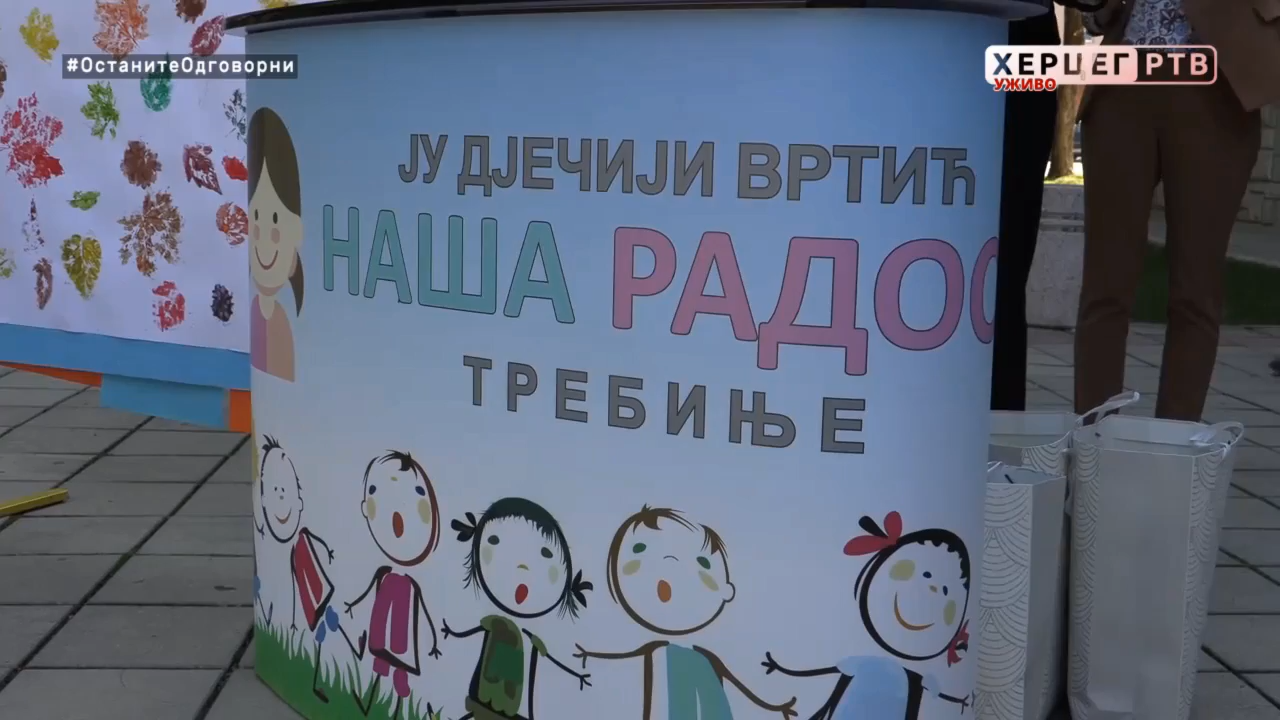 #ОстанитеОдговорни
ХЕРЦЕГ РТВ
УЖИВО
ЈУ ДЈЕЧИЈИ ВРТИЋ
НАША РАДОС
ТРЕБИЊЕ